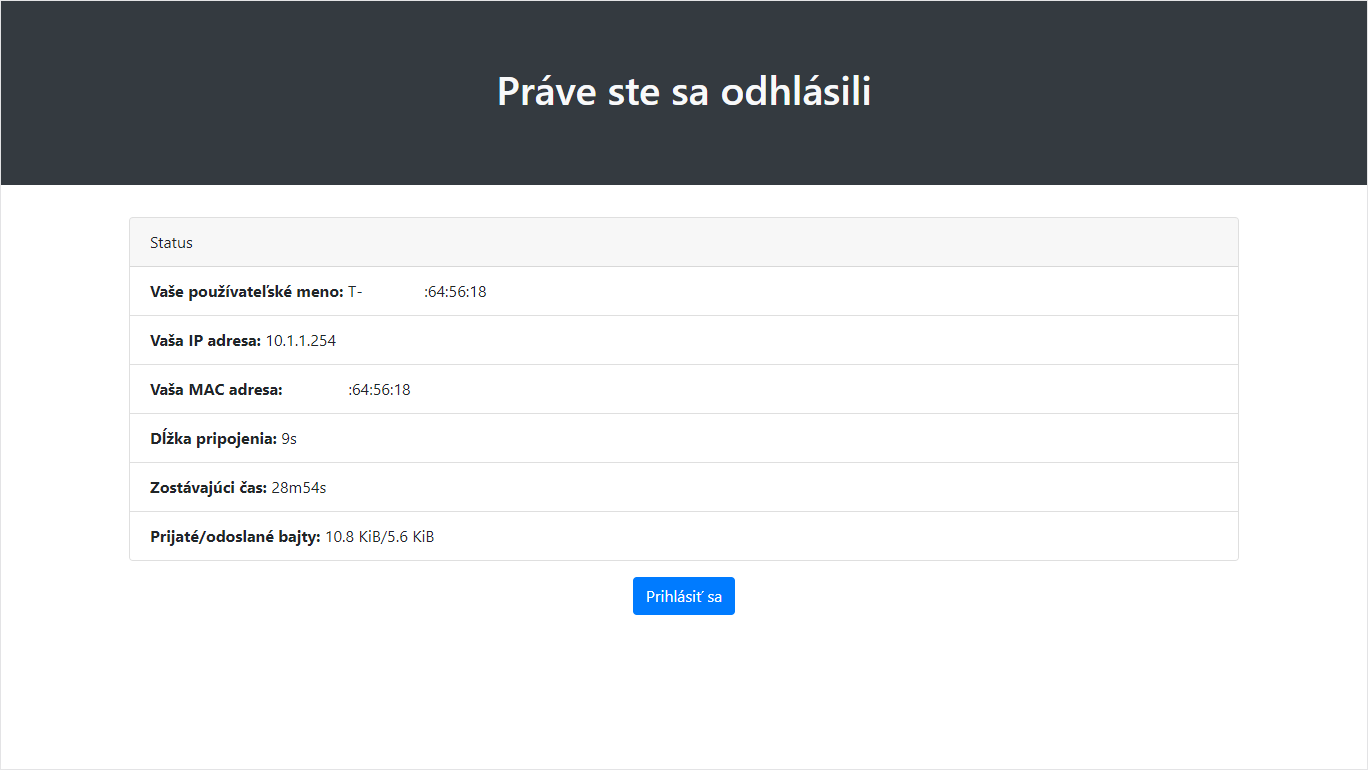 Práve ste sa odhlásili
Status
Vaše používateľské meno: T- :64:56:18
Vaša IP adresa: 10.1.1.254
Vaša MAC adresa: :64:56:18
Dĺžka pripojenia: 9s
Zostávajúci čas: 28m54s
Prijaté/odoslané bajty: 10.8 KiB/5.6 KiB
Prihlásiť sa